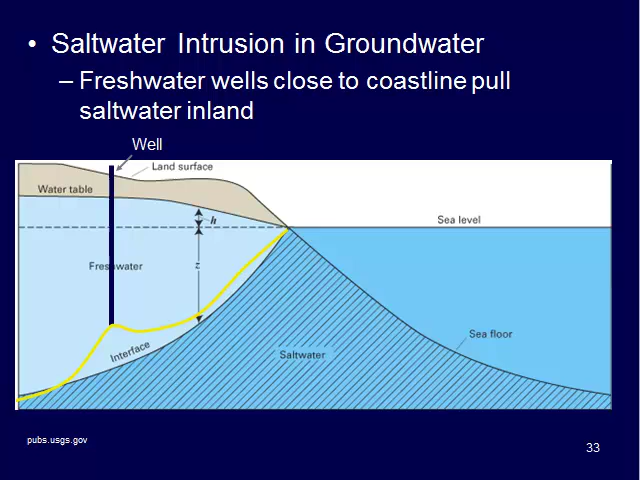 • Saltwater Intrusion in Groundwater
– Freshwater wells close to coastline pull
saltwater inland
Well
Land surface
Water table
h
Sea level
Freshwater
z
Interface
Saltwater
Sea floor
pubs.usgs.gov
33